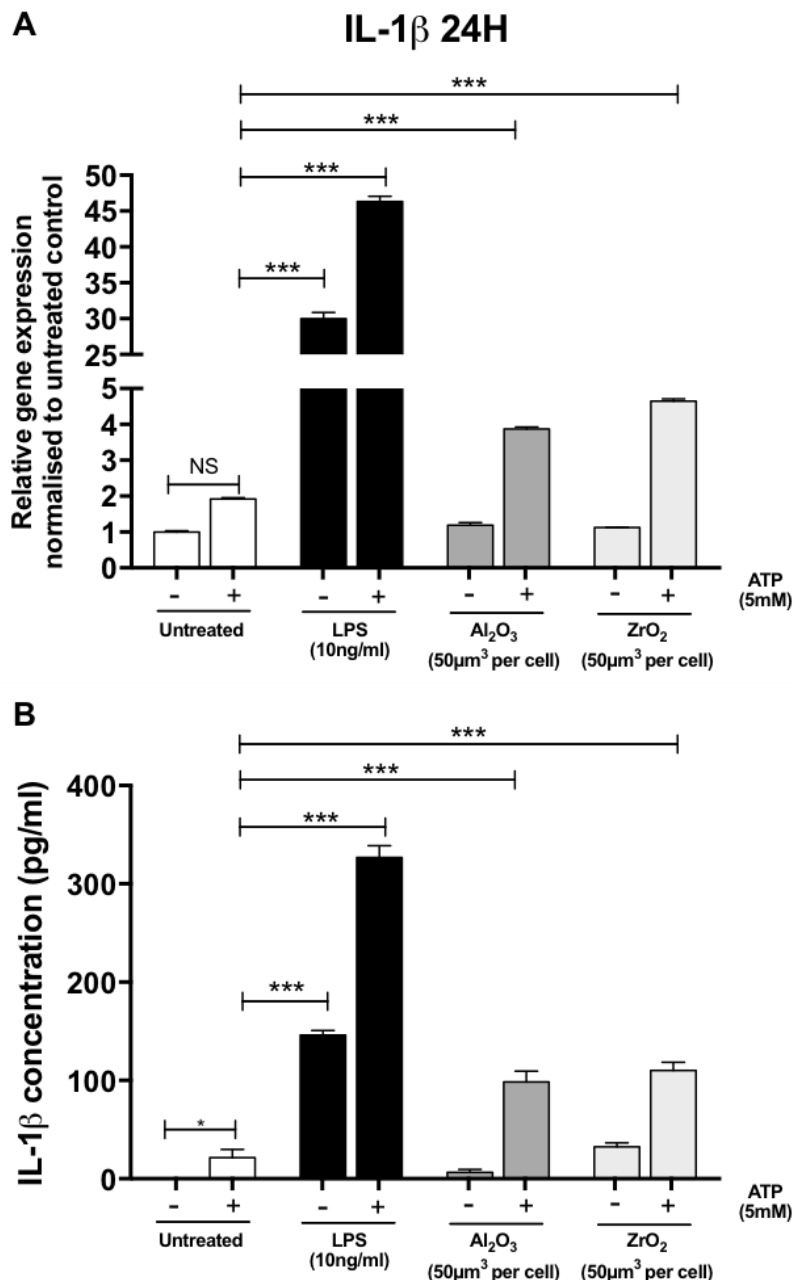 A
IL-1β 24H
***
***
***
***
NS
Relative gene expression
normalised to untreated control
50
45
40
35
30
25
5
4
3
2
1
0
- + - + - + - +
ATP
(5mM)
Untreated
LPS
(10ng/ml)
Al₂O₃
(50µm³ per cell)
ZrO₂
(50µm³ per cell)
B
***
***
***
***
*
IL-1β concentration (pg/ml)
400
300
200
100
0
- + - + - + - +
ATP
(5mM)
Untreated
LPS
(10ng/ml)
Al₂O₃
(50µm³ per cell)
ZrO₂
(50µm³ per cell)